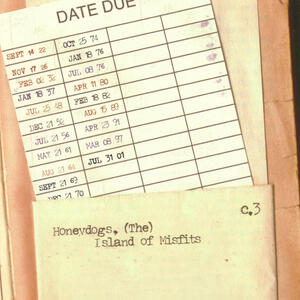 DATE DUE
SEPT 14 22
NOV 17 26
FEB 02 32
JAN 18 37
JUL 25 48
DEC 21 52
JUL 21 56
MAY 21 61
AUG 21 64
SEPT 21 69
DEC 21 70
OCT 25 74
JAN 18 76
JUL 08 76
APR 11 80
FEB 18 82
AUG 15 89
APR 23 91
MAR 08 97
JUL 31 01
c.3
Honeydogs, (The)
Island of Misfits